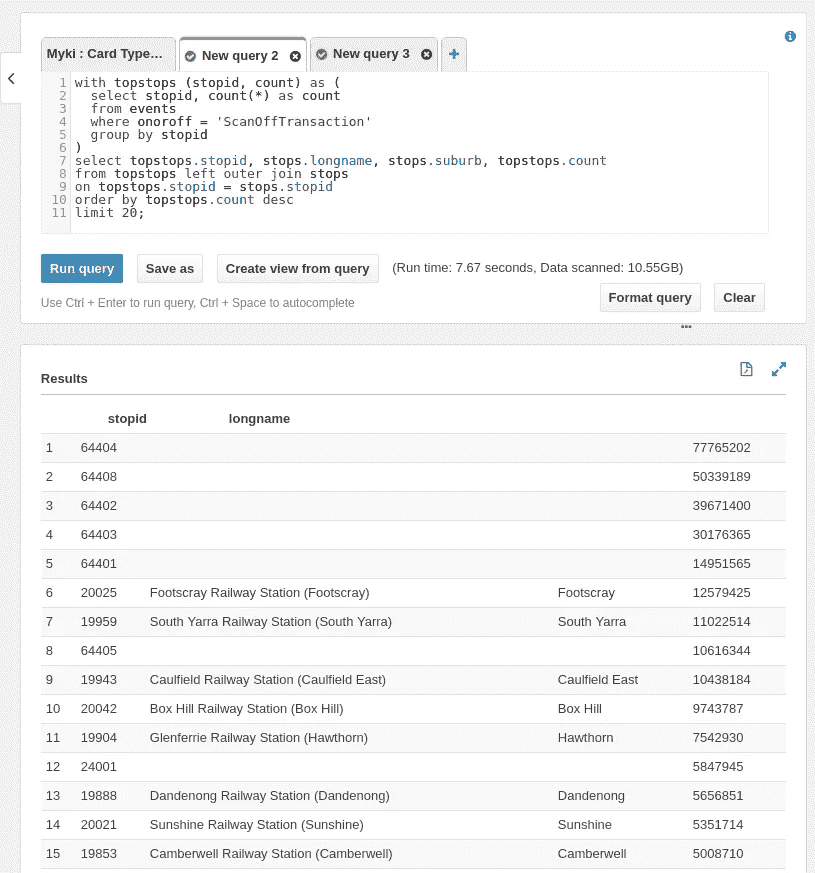 Myki : Card Type... New query 2 New query 3
1 with topstops (stopid, count) as (
2 select stopid, count(*) as count
3 from events
4 where onoroff = 'ScanOffTransaction'
5 group by stopid
6 )
7 select topstops.stopid, stops.longname, stops.suburb, topstops.count
8 from topstops left outer join stops
9 on topstops.stopid = stops.stopid
10 order by topstops.count desc
11 limit 20;
Run query Save as Create view from query (Run time: 7.67 seconds, Data scanned: 10.55GB)
Use Ctrl + Enter to run query, Ctrl + Space to autocomplete Format query Clear
Results
stopid longname
1 64404 77765202
2 64408 50339189
3 64402 39671400
4 64403 30176365
5 64401 14951565
6 20025 Footscray Railway Station (Footscray) Footscray 12579425
7 19959 South Yarra Railway Station (South Yarra) South Yarra 11022514
8 64405 10616344
9 19943 Caulfield Railway Station (Caulfield East) Caulfield East 10438184
10 20042 Box Hill Railway Station (Box Hill) Box Hill 9743787
11 19904 Glenferrie Railway Station (Hawthorn) Hawthorn 7542930
12 24001 5847945
13 19888 Dandenong Railway Station (Dandenong) Dandenong 5656851
14 20021 Sunshine Railway Station (Sunshine) Sunshine 5351714
15 19853 Camberwell Railway Station (Camberwell) Camberwell 5008710